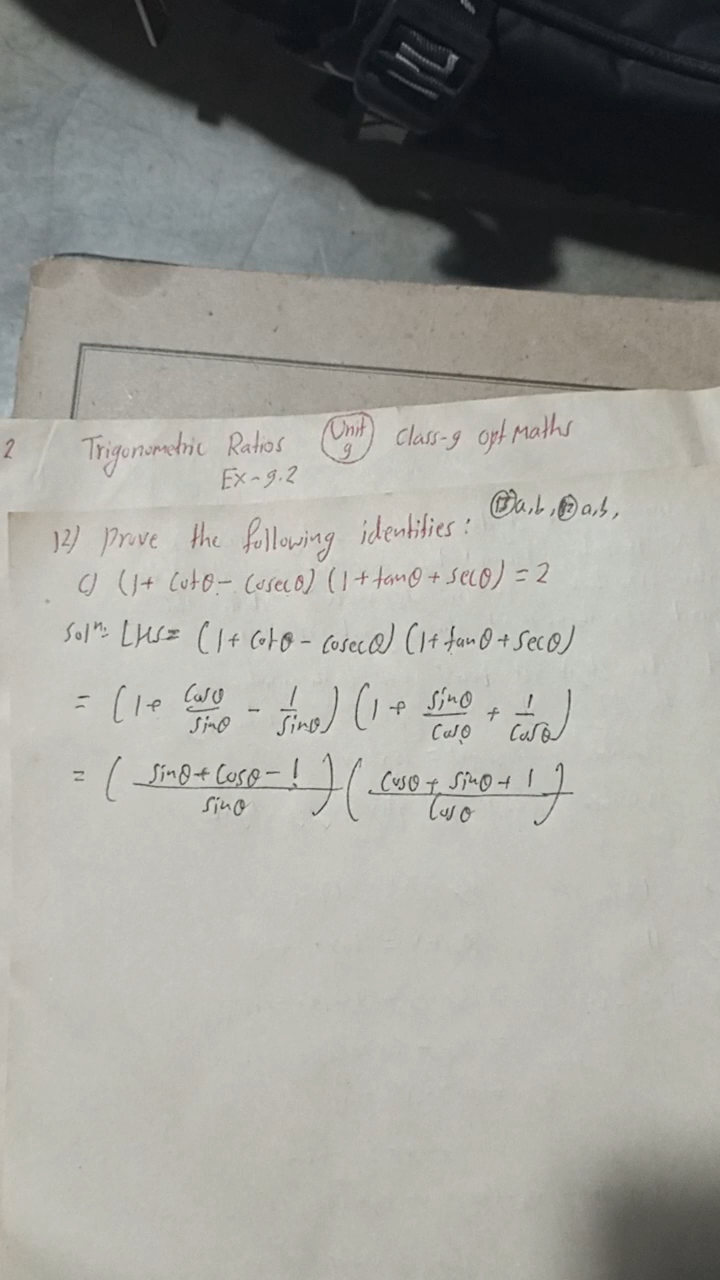 2 Trigonometric Ratios Unit 9 Class-9 opt Maths
Ex-9.2
a,b, a,b,
12) Prove the following identities:
c) (1+ Cotθ - Cosecθ) (1+tanθ + secθ) = 2
Solⁿ: LHS = (1+ Cotθ - cosecθ) (1+tanθ + Secθ)
= (1+ Cosθ/Sinθ - 1/Sinθ) (1+ Sinθ/Cosθ + 1/Cosθ)
= (Sinθ+Cosθ-1/Sinθ) (Cosθ+Sinθ+1/Cosθ)